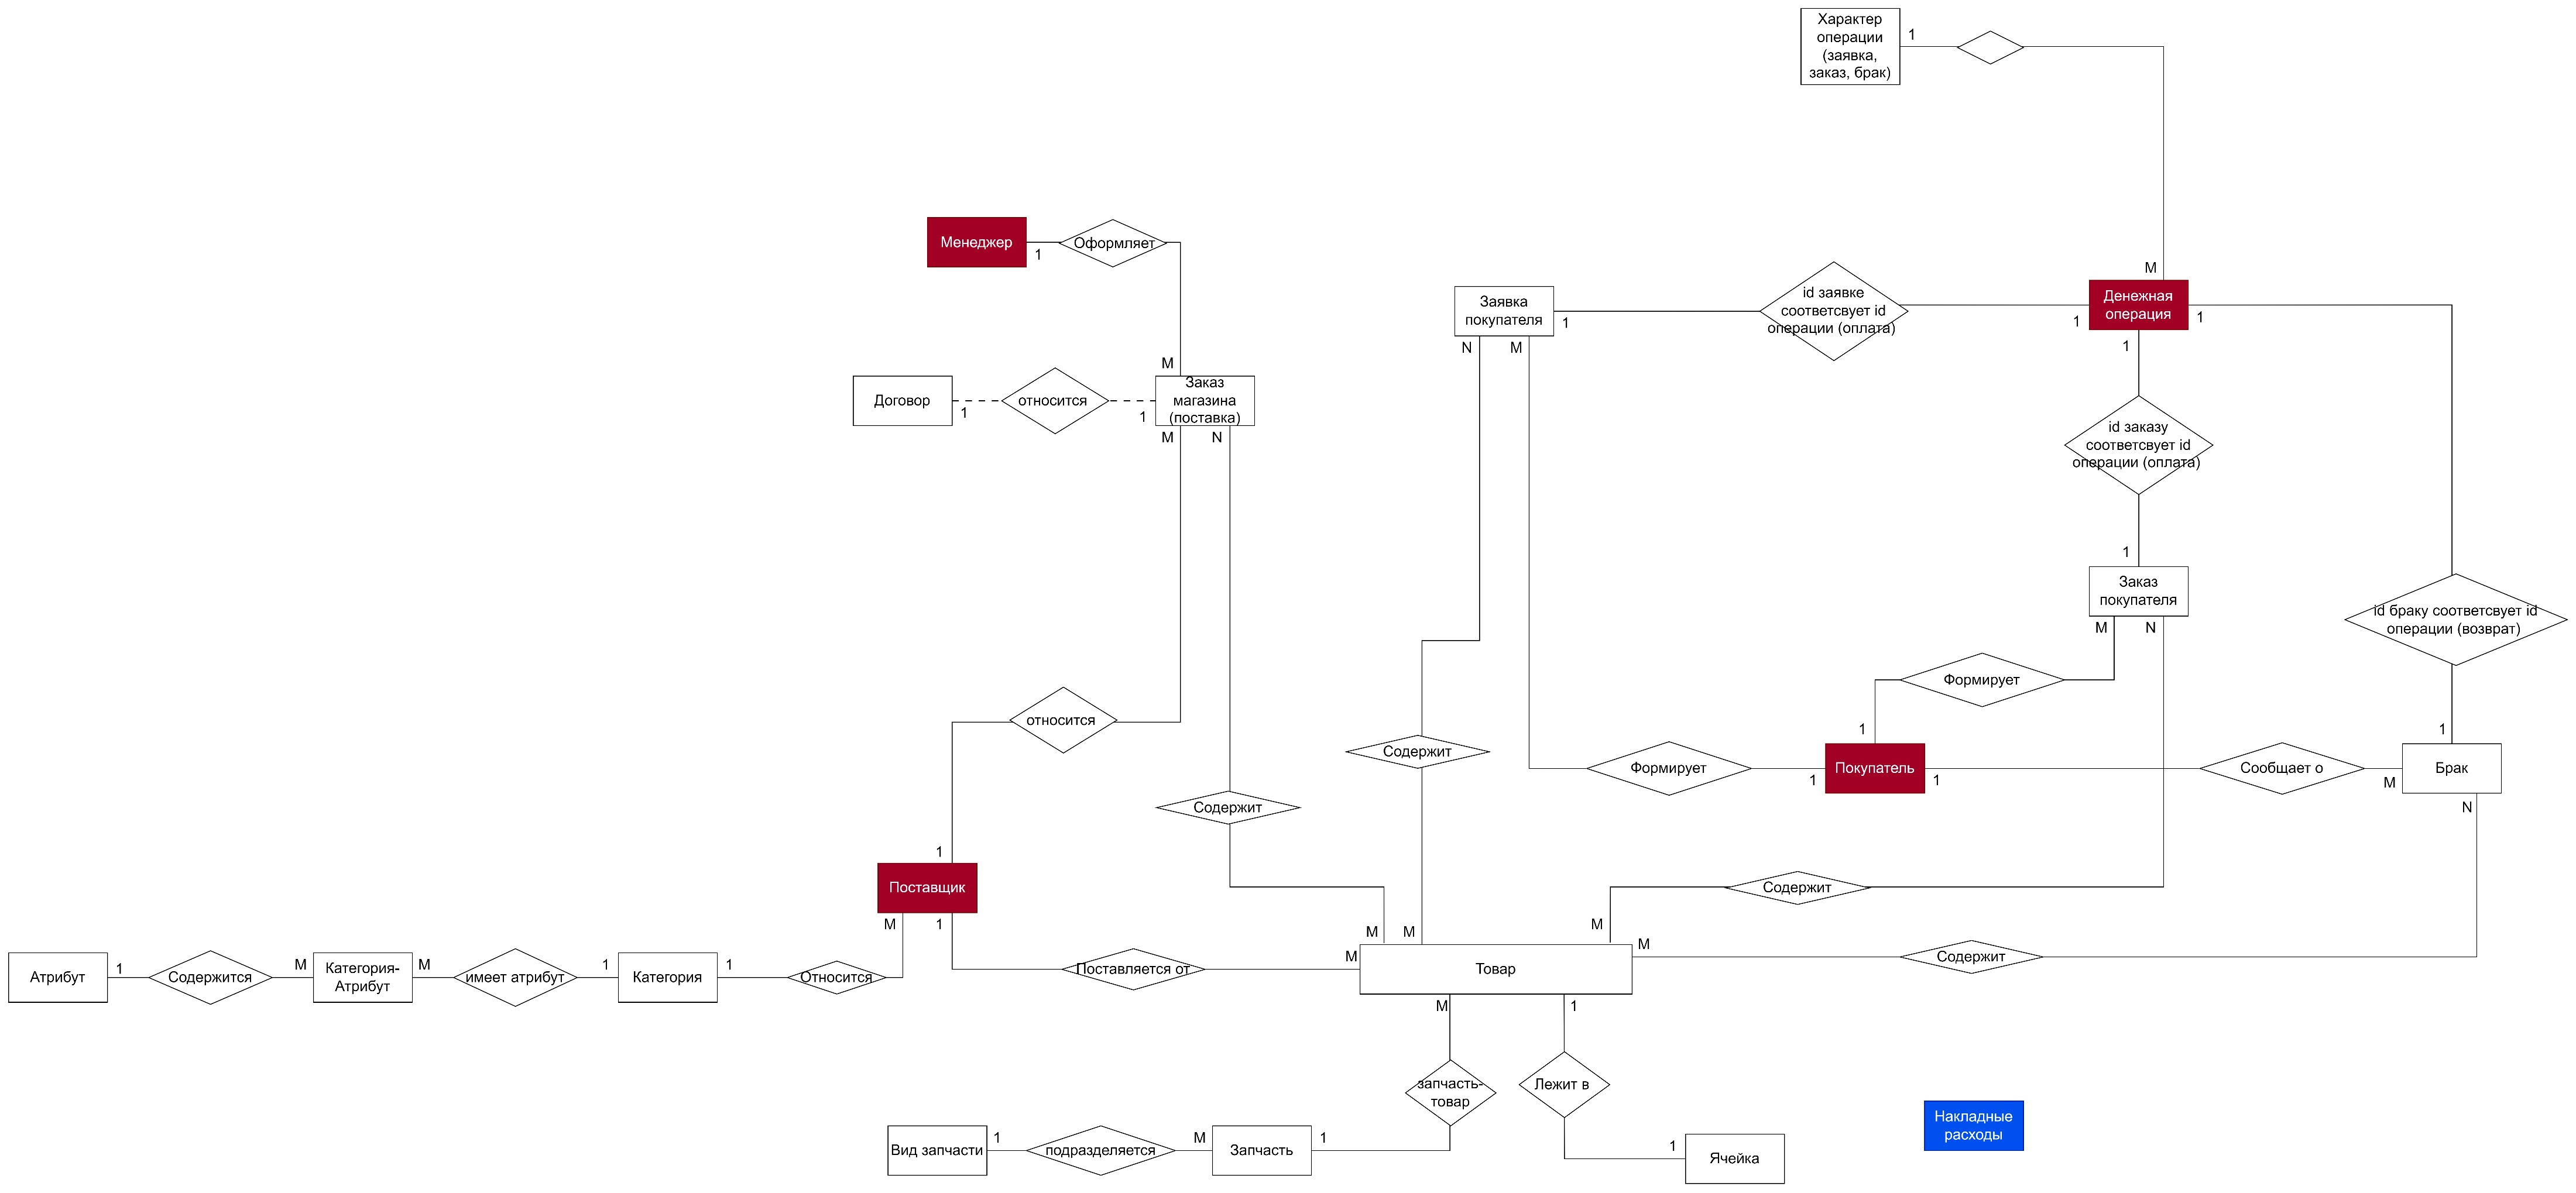 Характер
операции
(заявка,
заказ, брак)
1
M
Менеджер
1
Оформляет
M
Заявка
покупателя
1
N
M
id заявке
соответсвует id
операции (оплата)
Денежная
операция
1
1
1
Договор
1
относится
1
Заказ
магазина
(поставка)
M
N
id заказу
соответсвует id
операции (оплата)
1
Заказ
покупателя
M
N
id браку соответсвует id
операции (возврат)
1
Формирует
1
относится
1
Содержит
Содержит
Формирует
1
Покупатель
1
Сообщает о
M
Брак
N
Поставщик
M
1
Содержит
M
M
M
M
M
Атрибут
1
Содержится
M
Категория-
Атрибут
M
имеет атрибут
1
Категория
1
Относится
Поставляется от
Товар
Содержит
M
1
запчасть-
товар
Лежит в
Вид запчасти
1
подразделяется
M
Запчасть
1
1
Ячейка
Накладные
расходы